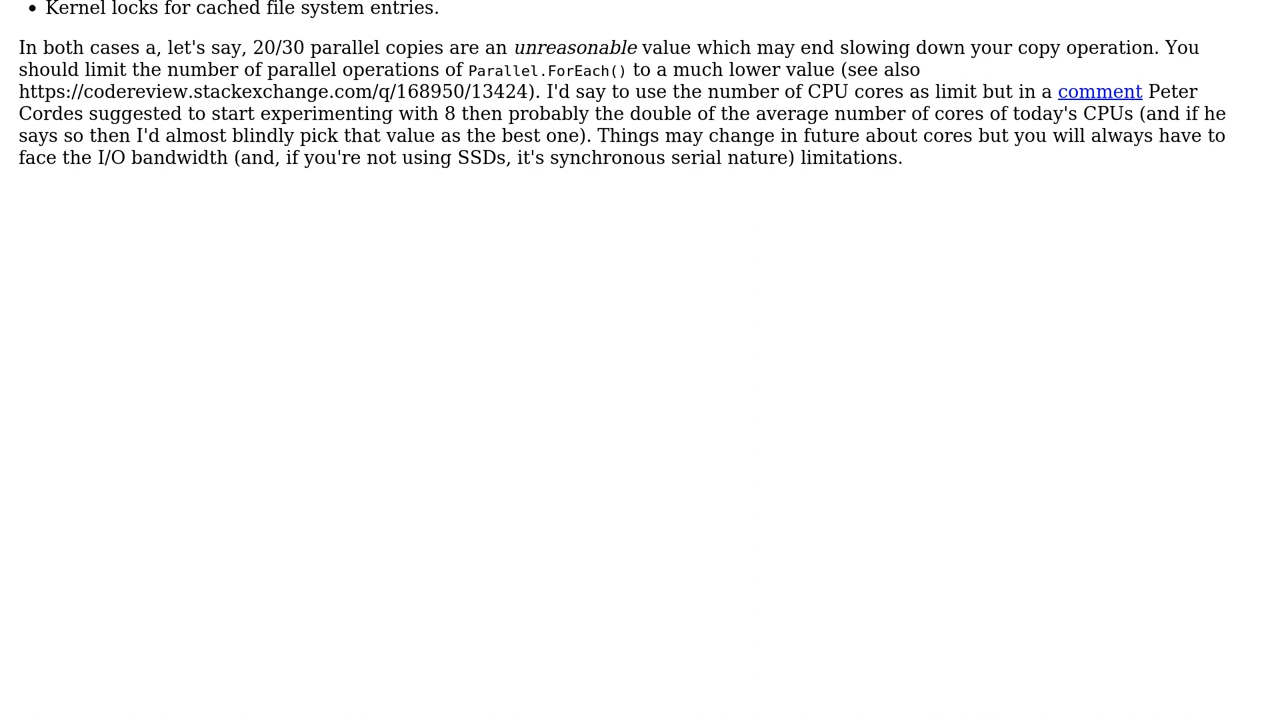 • Kernel locks for cached file system entries.
In both cases a, let's say, 20/30 parallel copies are an unreasonable value which may end slowing down your copy operation. You
should limit the number of parallel operations of Parallel.ForEach() to a much lower value (see also
https://codereview.stackexchange.com/q/168950/13424). I'd say to use the number of CPU cores as limit but in a comment Peter
Cordes suggested to start experimenting with 8 then probably the double of the average number of cores of today's CPUs (and if he
says so then I'd almost blindly pick that value as the best one). Things may change in future about cores but you will always have to
face the I/O bandwidth (and, if you're not using SSDs, it's synchronous serial nature) limitations.